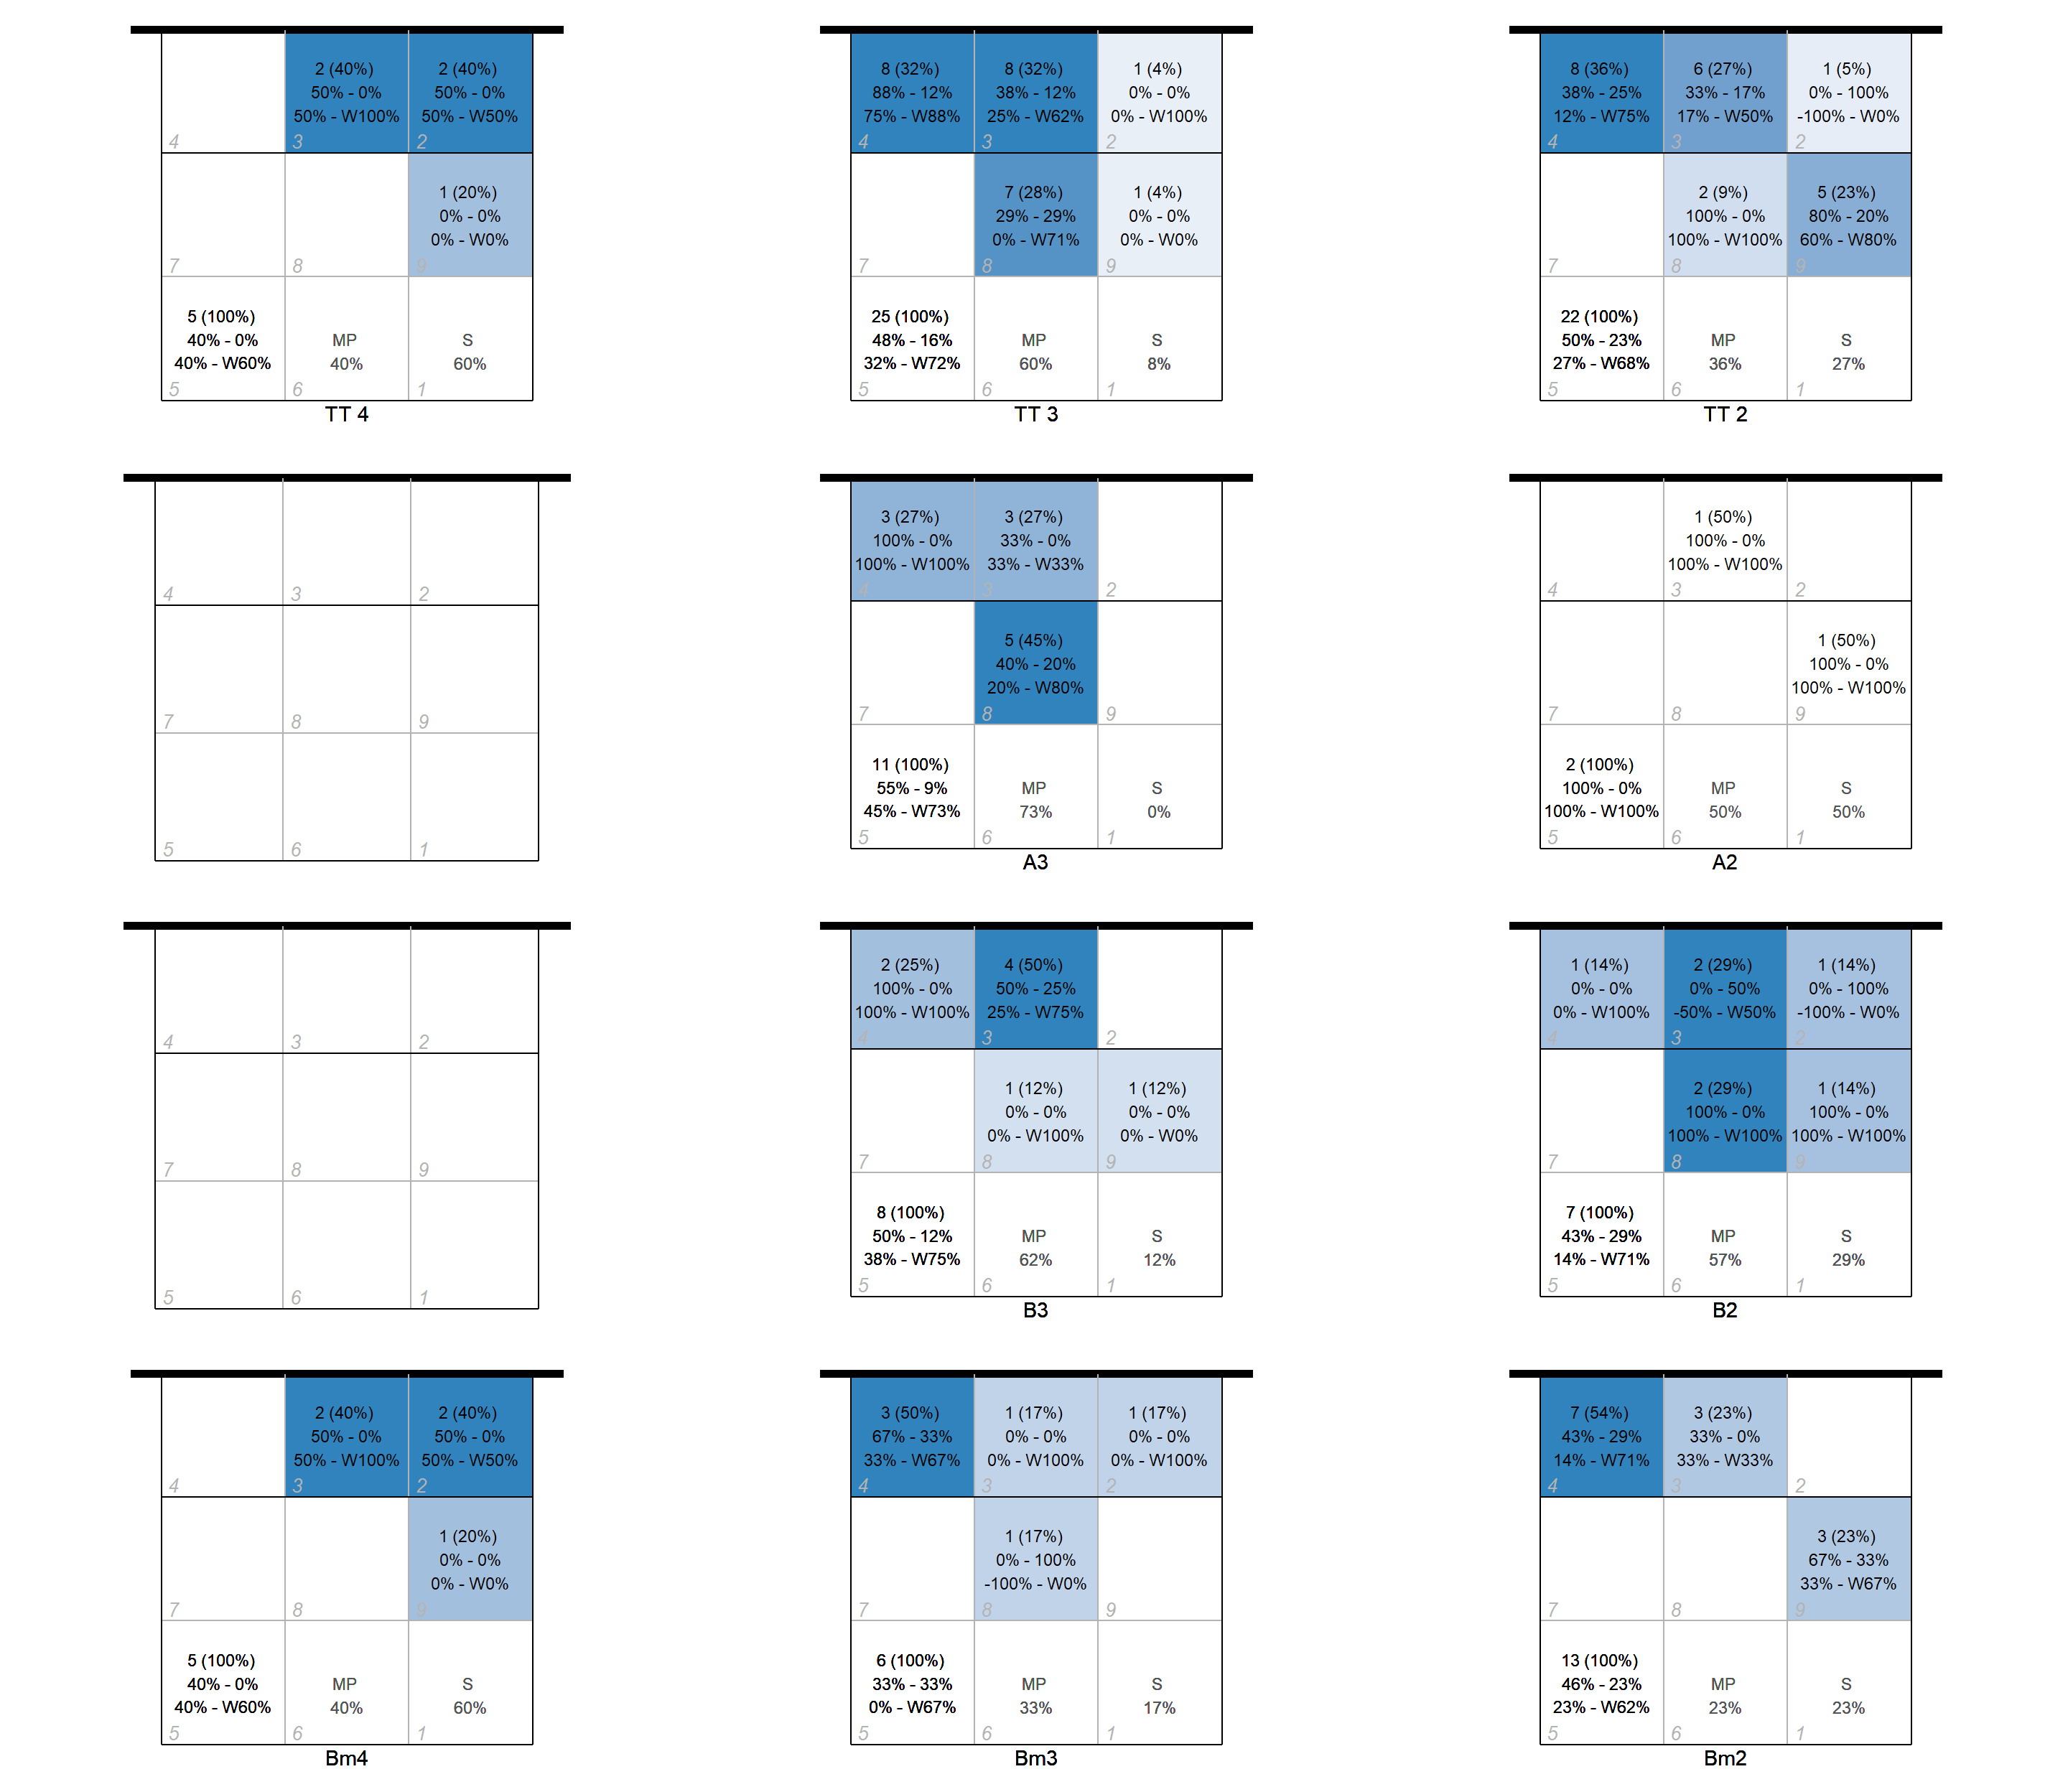 2 (40%)
50% - 0%
50% - W100%
2 (40%)
50% - 0%
50% - W50%
4
3
2
1 (20%)
0% - 0%
0% - W0%
7
8
9
5 (100%)
40% - 0%
40% - W60%
MP
40%
S
60%
5
6
1
TT 4
8 (32%)
88% - 12%
75% - W88%
8 (32%)
38% - 12%
25% - W62%
1 (4%)
0% - 0%
0% - W100%
4
3
2
7 (28%)
29% - 29%
0% - W71%
1 (4%)
0% - 0%
0% - W0%
7
8
9
25 (100%)
48% - 16%
32% - W72%
MP
60%
S
8%
5
6
1
TT 3
8 (36%)
38% - 25%
12% - W75%
6 (27%)
33% - 17%
17% - W50%
1 (5%)
0% - 100%
-100% - W0%
4
3
2
2 (9%)
100% - 0%
100% - W100%
5 (23%)
80% - 20%
60% - W80%
7
8
9
22 (100%)
50% - 23%
27% - W68%
MP
36%
S
27%
5
6
1
TT 2
4
3
2
7
8
9
5
6
1
3 (27%)
100% - 0%
100% - W100%
3 (27%)
33% - 0%
33% - W33%
4
3
2
5 (45%)
40% - 20%
20% - W80%
7
8
9
11 (100%)
55% - 9%
45% - W73%
MP
73%
S
0%
5
6
1
A3
1 (50%)
100% - 0%
100% - W100%
4
3
2
1 (50%)
100% - 0%
100% - W100%
7
8
9
2 (100%)
100% - 0%
100% - W100%
MP
50%
S
50%
5
6
1
A2
4
3
2
7
8
9
5
6
1
2 (25%)
100% - 0%
100% - W100%
4 (50%)
50% - 25%
25% - W75%
4
3
2
1 (12%)
0% - 0%
0% - W100%
1 (12%)
0% - 0%
0% - W0%
7
8
9
8 (100%)
50% - 12%
38% - W75%
MP
62%
S
12%
5
6
1
B3
1 (14%)
0% - 0%
0% - W100%
2 (29%)
0% - 50%
-50% - W50%
1 (14%)
0% - 100%
-100% - W0%
4
3
2
2 (29%)
100% - 0%
100% - W100%
1 (14%)
100% - 0%
100% - W100%
7
8
9
7 (100%)
43% - 29%
14% - W71%
MP
57%
S
29%
5
6
1
B2
2 (40%)
50% - 0%
50% - W100%
2 (40%)
50% - 0%
50% - W50%
4
3
2
1 (20%)
0% - 0%
0% - W0%
7
8
9
5 (100%)
40% - 0%
40% - W60%
MP
40%
S
60%
5
6
1
Bm4
3 (50%)
67% - 33%
33% - W67%
1 (17%)
0% - 0%
0% - W100%
1 (17%)
0% - 0%
0% - W100%
4
3
2
1 (17%)
0% - 100%
-100% - W0%
7
8
9
6 (100%)
33% - 33%
0% - W67%
MP
33%
S
17%
5
6
1
Bm3
7 (54%)
43% - 29%
14% - W71%
3 (23%)
33% - 0%
33% - W33%
4
3
2
3 (23%)
67% - 33%
33% - W67%
7
8
9
13 (100%)
46% - 23%
23% - W62%
MP
23%
S
23%
5
6
1
Bm2